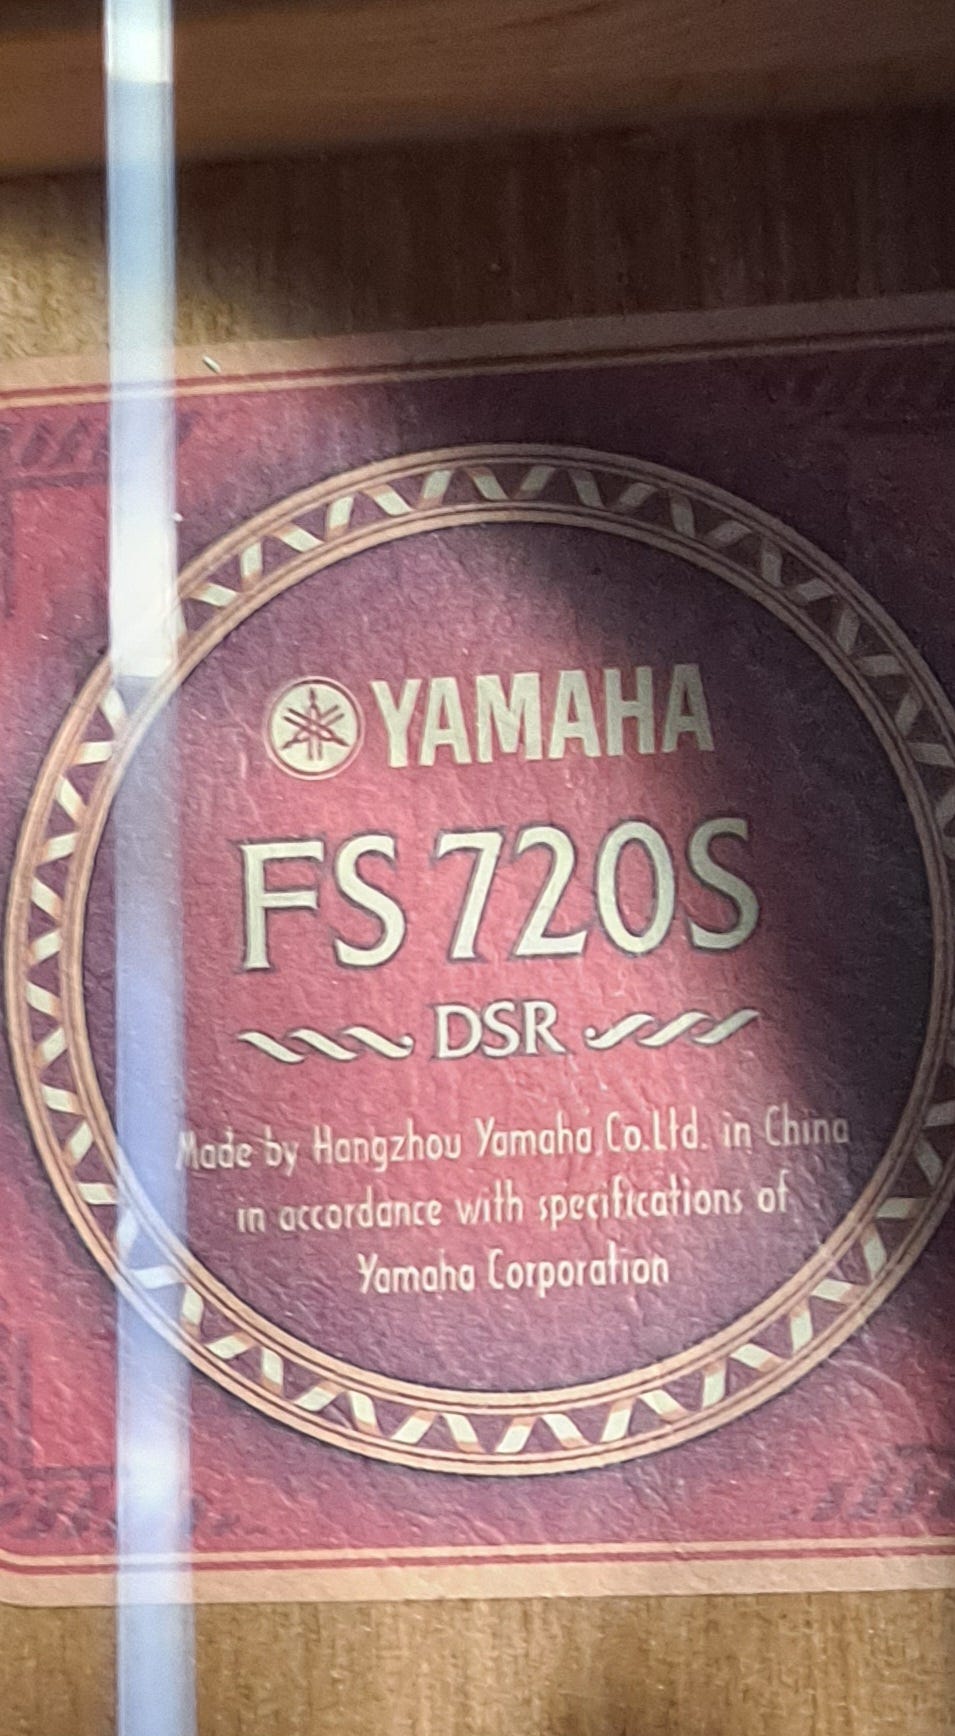 YAMAHA
FS 720S
DSR
Made by Hangzhou Yamaha Co.Ltd. in China
in accordance with specifications of
Yamaha Corporation